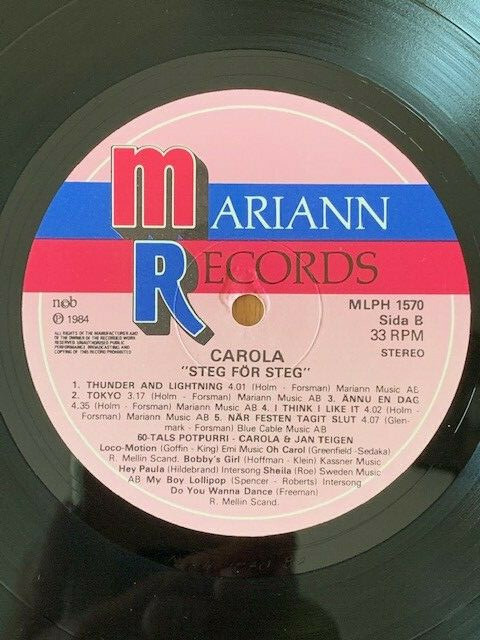 MARIANN
RECORDS
ncb
Ⓟ 1984
ALL RIGHTS OF THE MANUFACTURER AND
OF THE OWNER OF THE RECORDED WORK
RESERVED. UNAUTHORISED PUBLIC
PERFORMANCE, BROADCASTING AND
COPYING OF THIS RECORD PROHIBITED
MLPH 1570
Sida B
33 RPM
STEREO
CAROLA
"STEG FÖR STEG"
1. THUNDER AND LIGHTNING 4.01 (Holm - Forsman) Mariann Music AB
2. TOKYO 3.17 (Holm - Forsman) Mariann Music AB 3. ÄNNU EN DAG
4.35 (Holm - Forsman) Mariann Music AB 4. I THINK I LIKE IT 4.02 (Holm -
Forsman) Mariann Music AB 5. NÄR FESTEN TAGIT SLUT 4.07 (Glen-
mark - Forsman) Blue Cable Music AB
60-TALS POTPURRI - CAROLA & JAN TEIGEN
Loco-Motion (Goffin - King) Emi Music Oh Carol (Greenfield -Sedaka)
R. Mellin Scand. Bobby's Girl (Hoffman - Klein) Kassner Music
Hey Paula (Hildebrand) Intersong Sheila (Roe) Sweden Music
AB My Boy Lollipop (Spencer - Roberts) Intersong
Do You Wanna Dance (Freeman)
R. Mellin Scand.